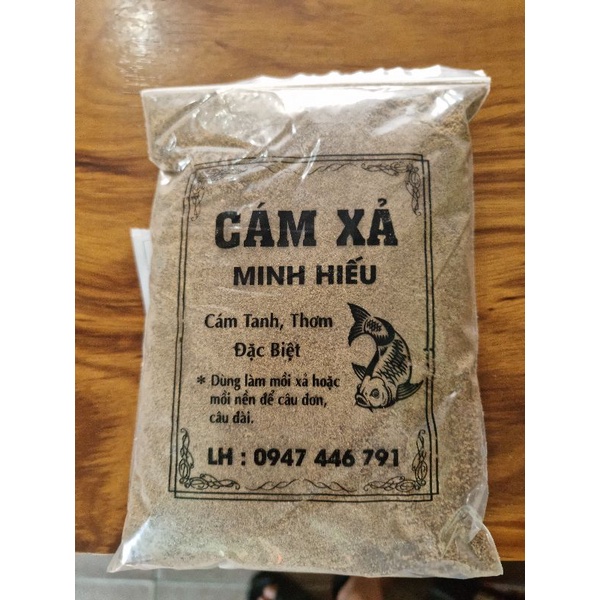 CÁM XẢ
MINH HIẾU
Cám Tanh, Thơm
Đặc Biệt
* Dùng làm mồi xả hoặc
mồi nền để câu đơn,
câu đài.
LH : 0947 446 791